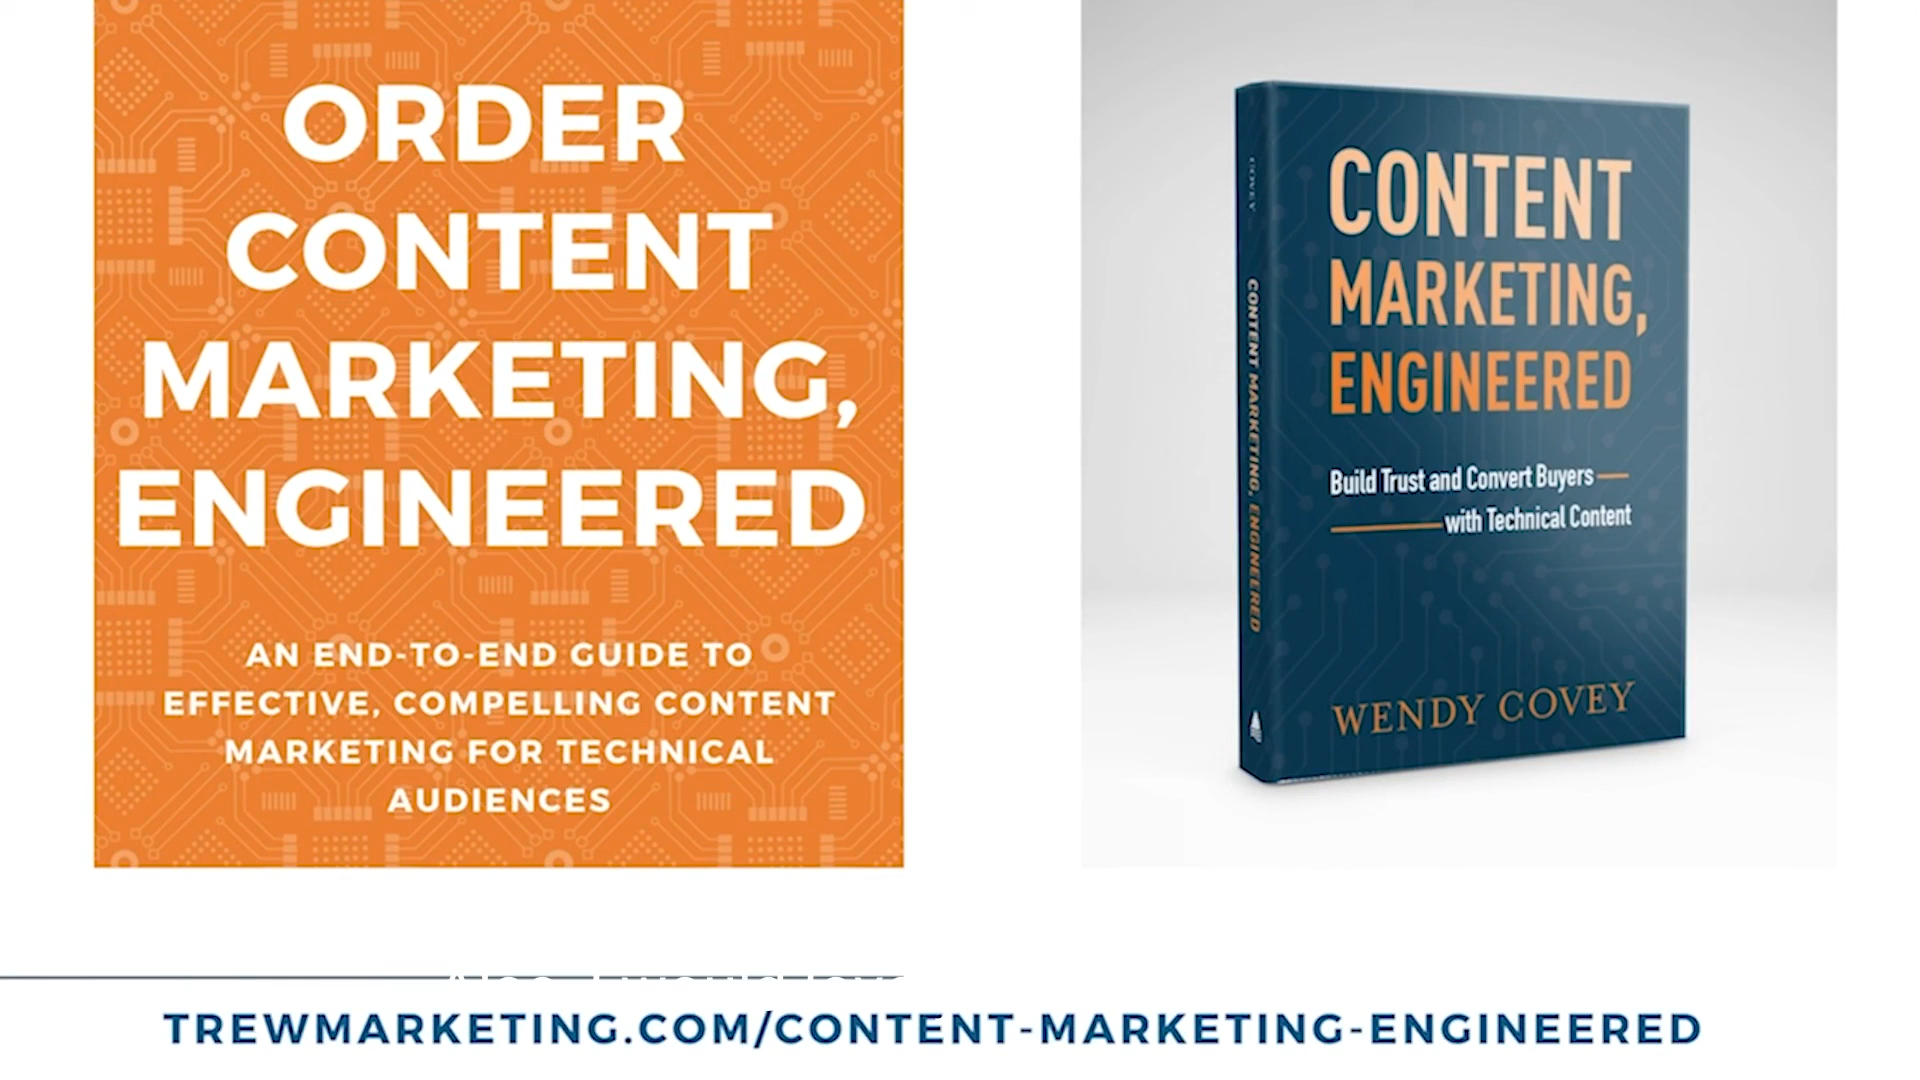 ORDER
CONTENT
MARKETING,
ENGINEERED
AN END-TO-END GUIDE TO
EFFECTIVE, COMPELLING CONTENT
MARKETING FOR TECHNICAL
AUDIENCES
COVEY
CONTENT MARKETING, ENGINEERED
CONTENT
MARKETING,
ENGINEERED
Build Trust and Convert Buyers
with Technical Content
WENDY COVEY
TREWMARKETING.COM/CONTENT-MARKETING-ENGINEERED